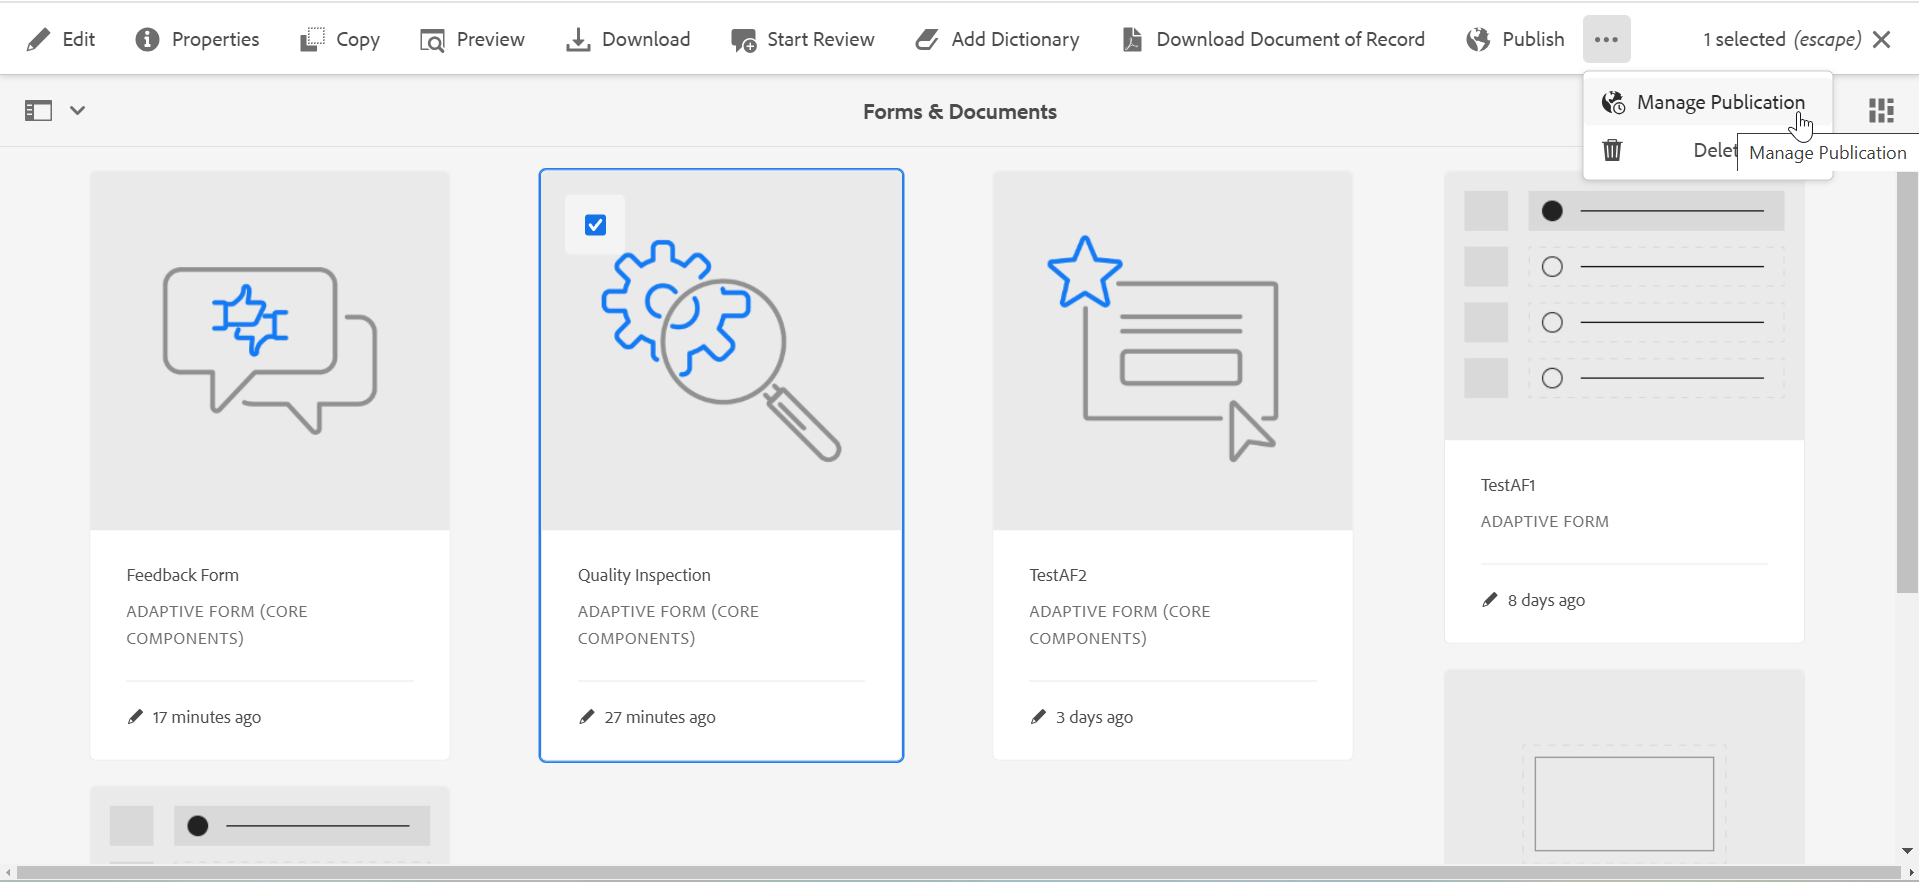 Edit Properties Copy Preview Download Start Review Add Dictionary Download Document of Record Publish 1 selected (escape)
Forms & Documents
Manage Publication
Delet
Manage Publication
Feedback Form
ADAPTIVE FORM (CORE
COMPONENTS)
17 minutes ago
Quality Inspection
ADAPTIVE FORM (CORE
COMPONENTS)
27 minutes ago
TestAF2
ADAPTIVE FORM (CORE
COMPONENTS)
3 days ago
TestAF1
ADAPTIVE FORM
8 days ago